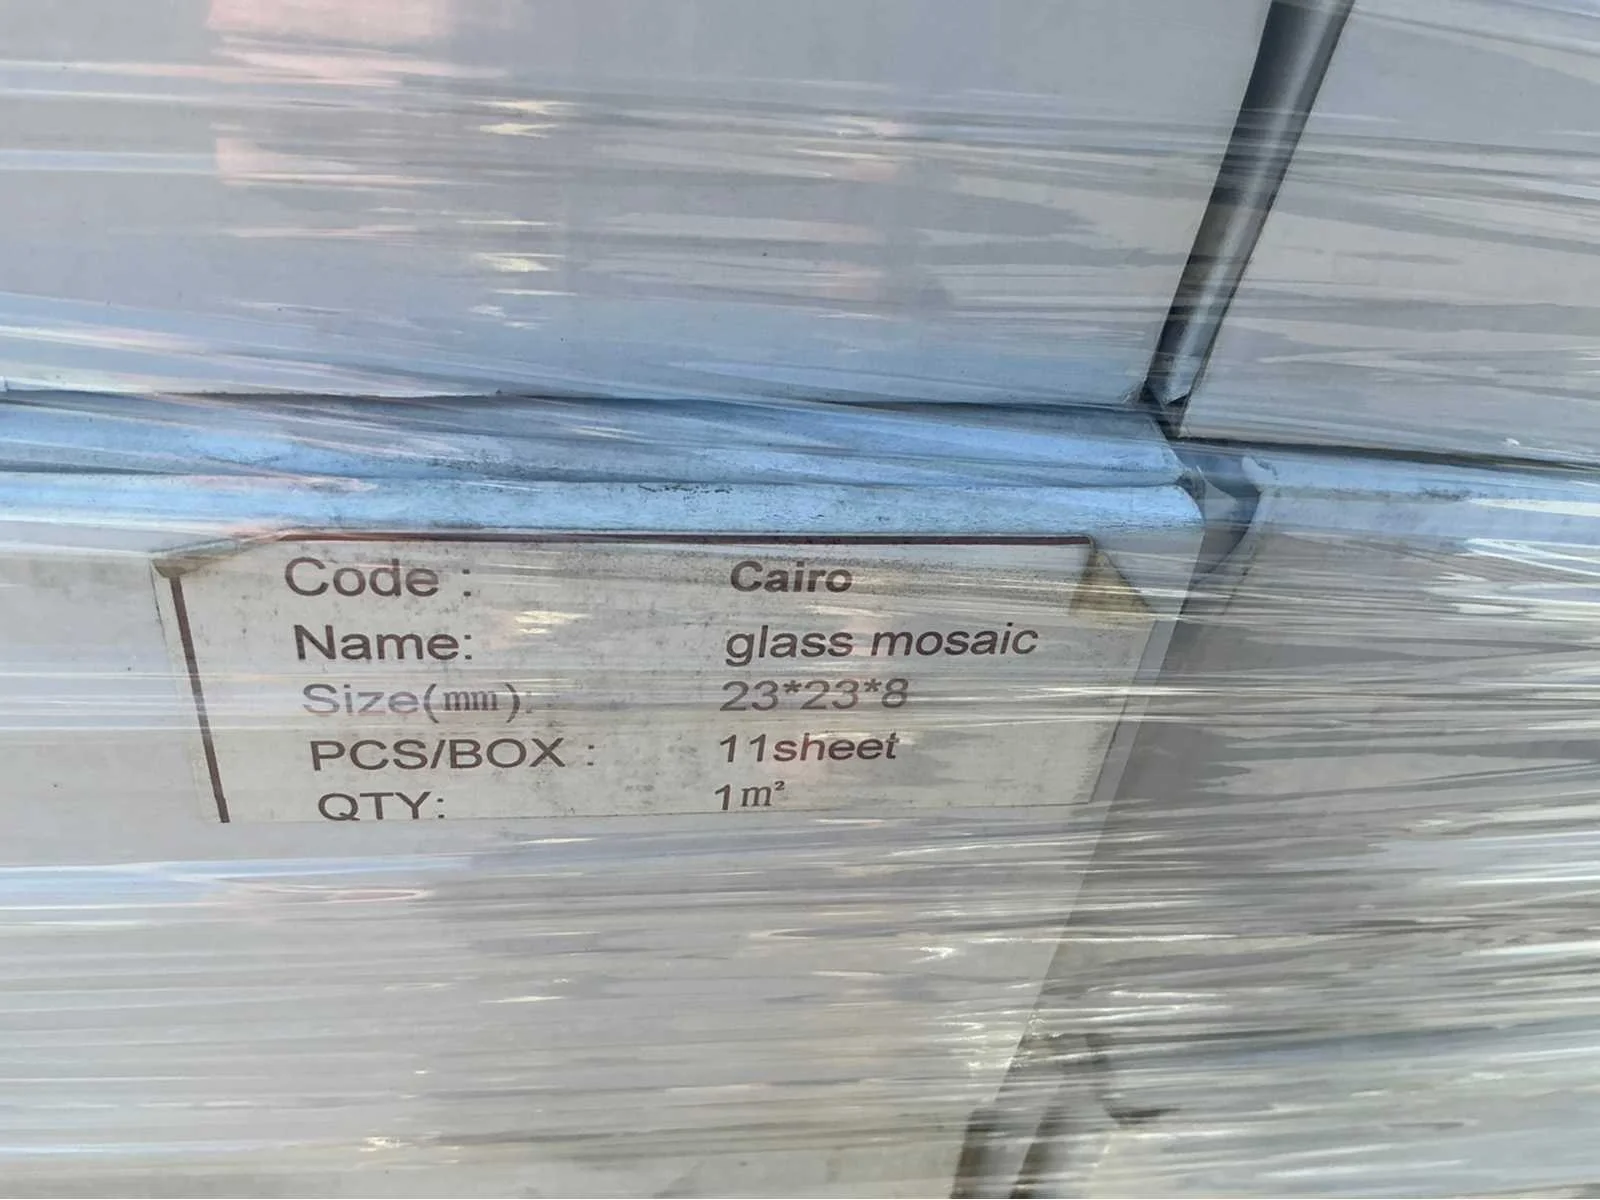 Code : Cairo
Name: glass mosaic
Size(mm): 23*23*8
PCS/BOX : 11sheet
QTY: 1m²